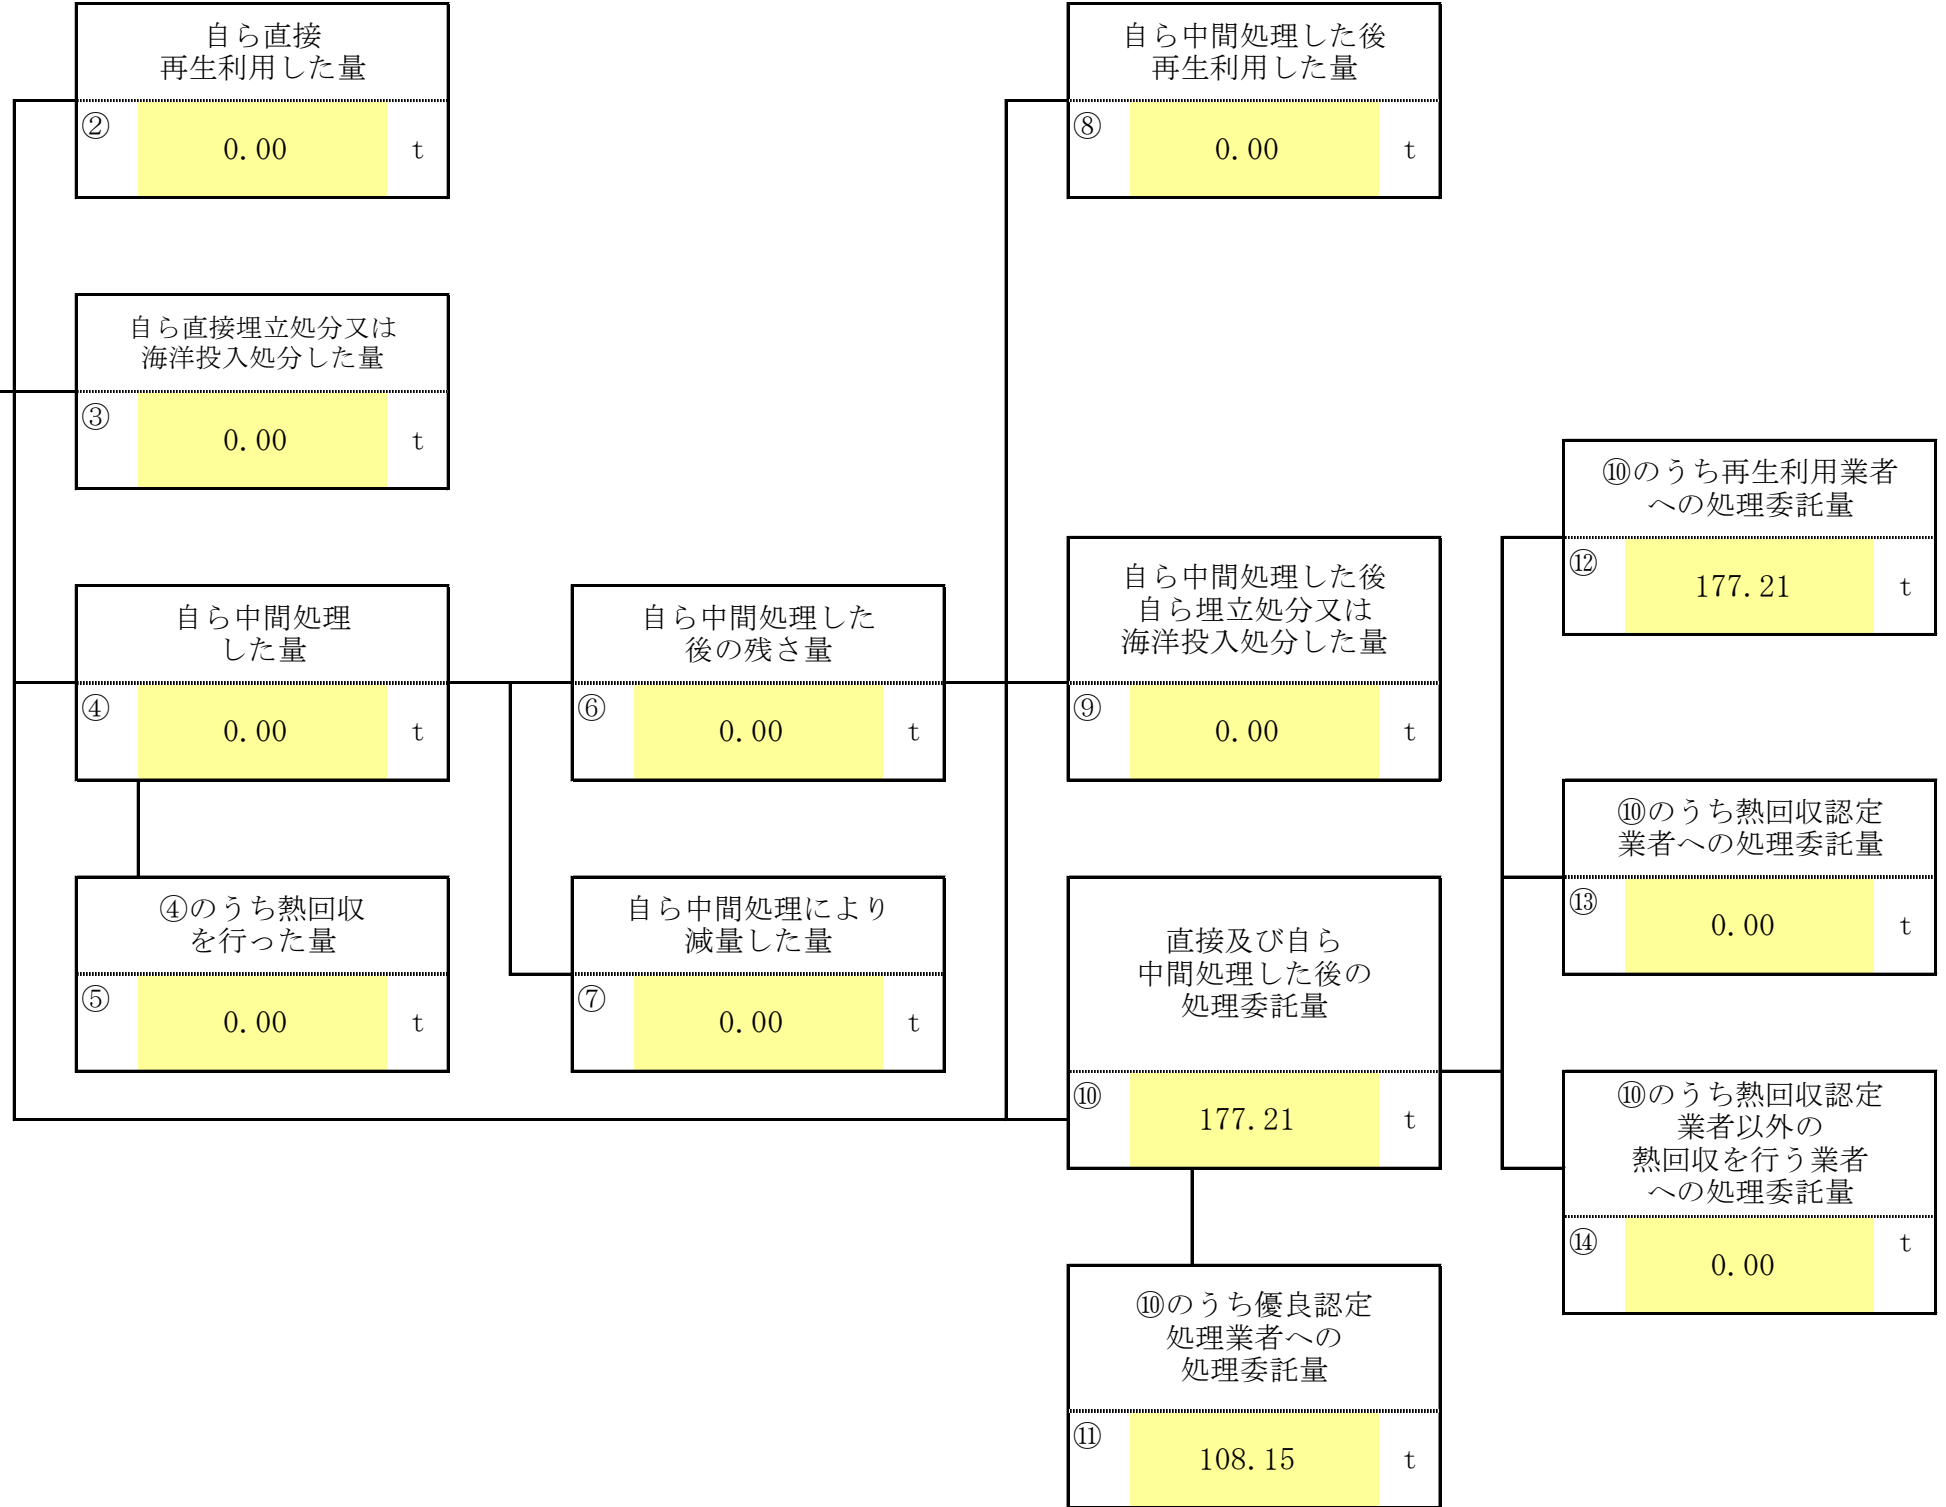 自ら直接
再生利用した量
②
0.00
t
自ら中間処理した後
再生利用した量
⑧
0.00
t
自ら直接埋立処分又は
海洋投入処分した量
③
0.00
t
⑩のうち再生利用業者
への処理委託量
⑫
177.21
t
自ら中間処理
した量
④
0.00
t
自ら中間処理した
後の残さ量
⑥
0.00
t
自ら中間処理した後
自ら埋立処分又は
海洋投入処分した量
⑨
0.00
t
⑩のうち熱回収認定
業者への処理委託量
⑬
0.00
t
④のうち熱回収
を行った量
⑤
0.00
t
自ら中間処理により
減量した量
⑦
0.00
t
直接及び自ら
中間処理した後の
処理委託量
⑩
177.21
t
⑩のうち熱回収認定
業者以外の
熱回収を行う業者
への処理委託量
⑭
0.00
t
⑩のうち優良認定
処理業者への
処理委託量
⑪
108.15
t